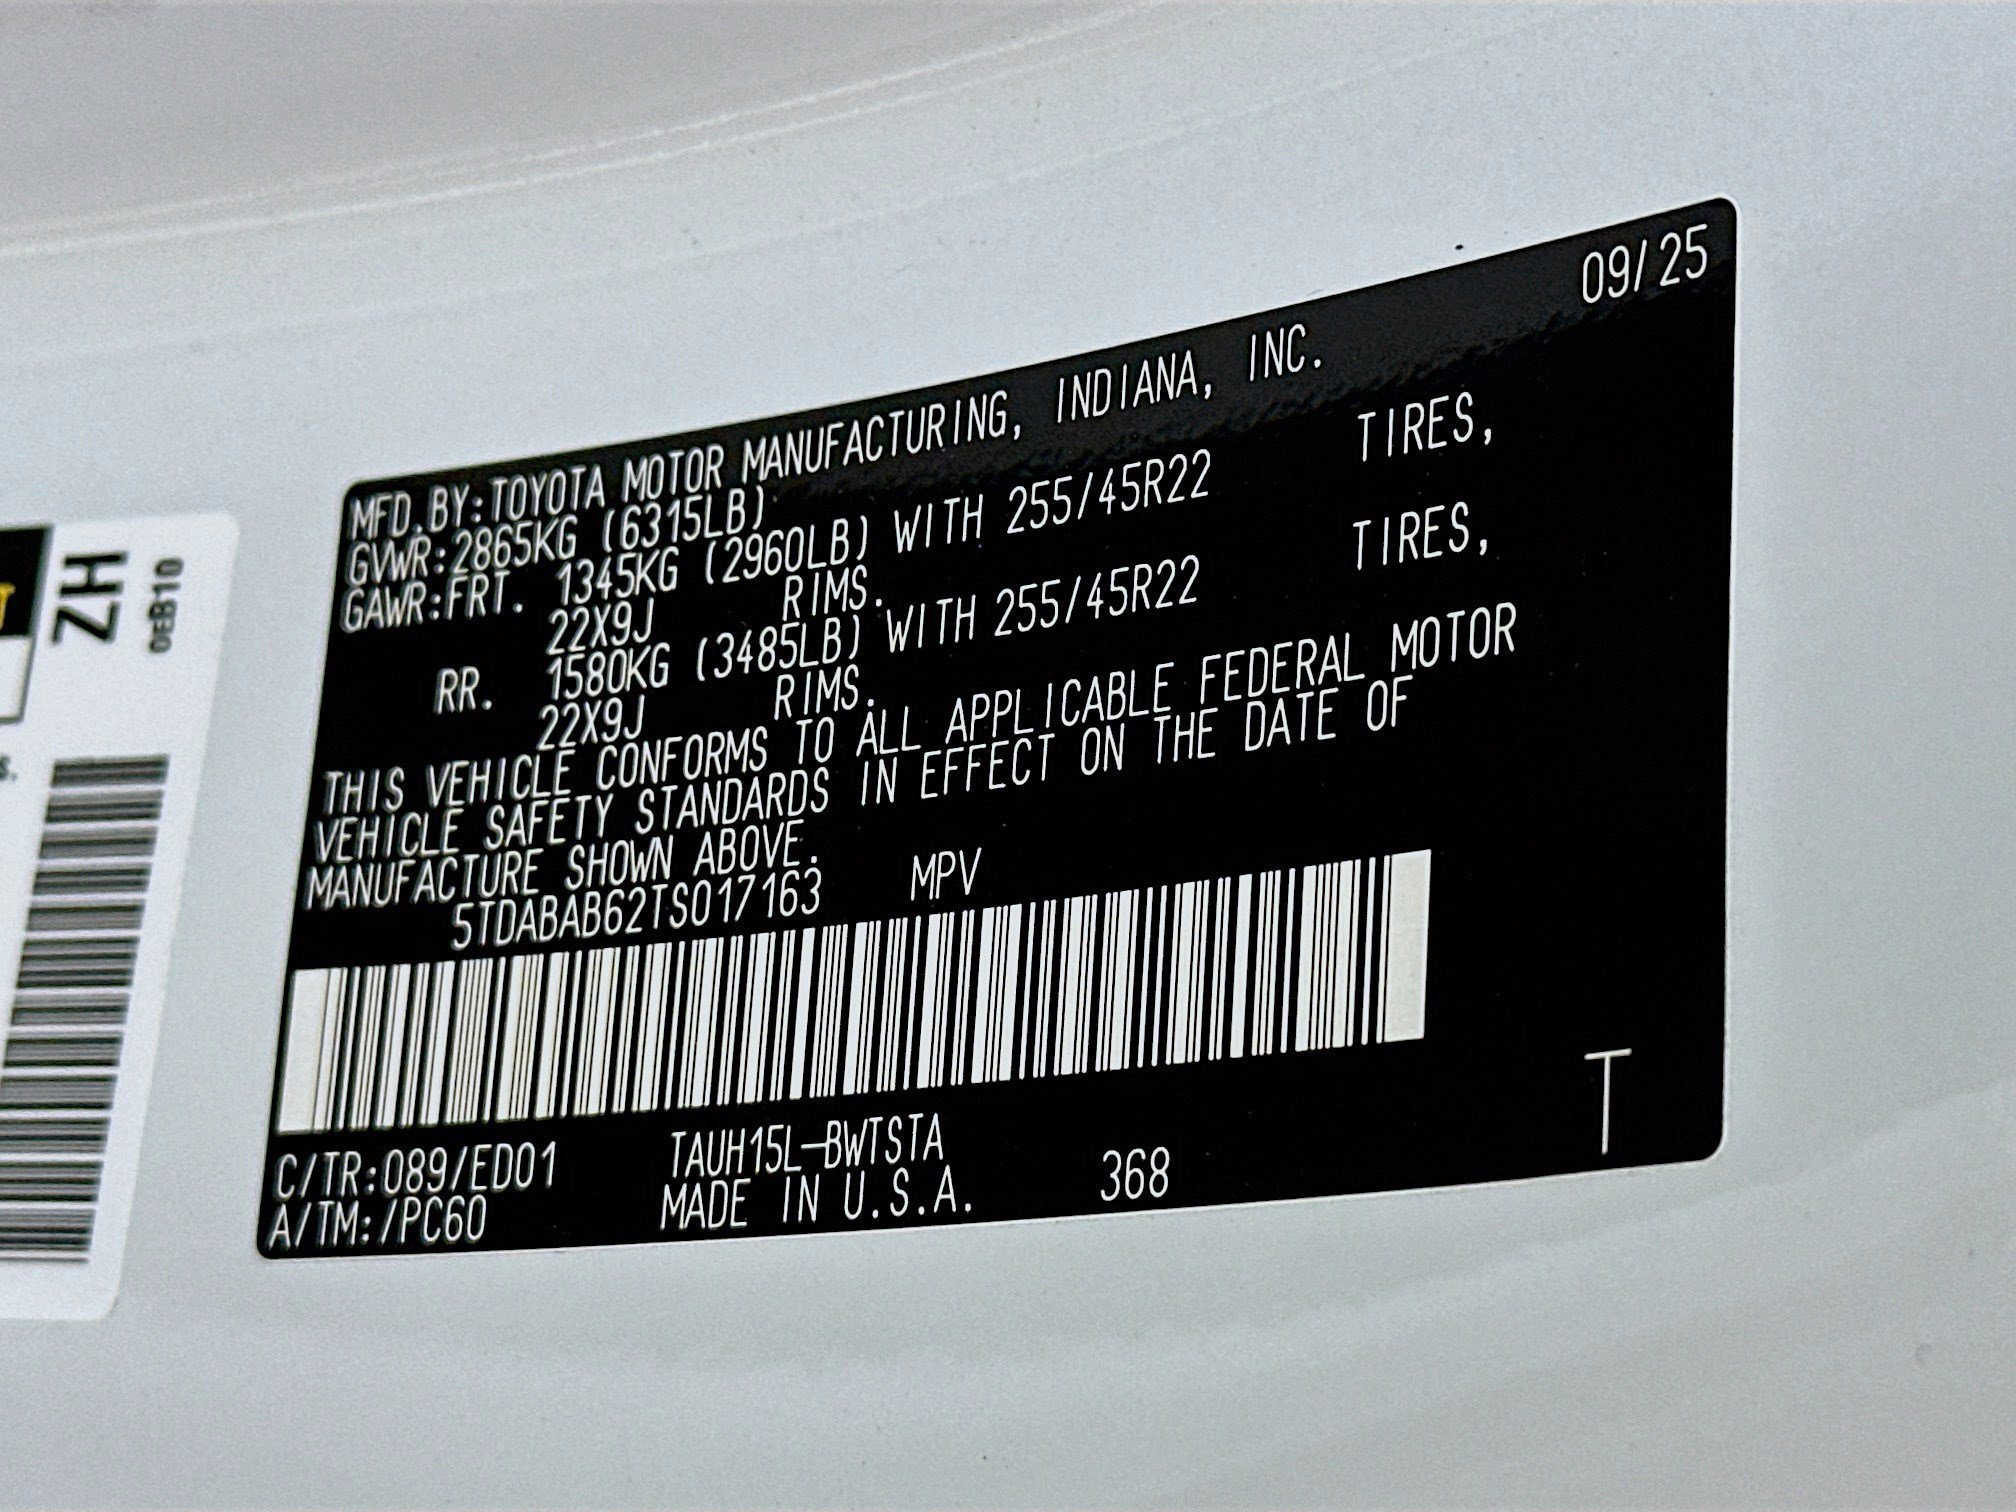 09/25
MFD.BY:TOYOTA MOTOR MANUFACTURING, INDIANA, INC.
GVWR:2865KG (6315LB)
GAWR:FRT. 1345KG (2960LB) WITH 255/45R22 TIRES,
22X9J RIMS.
RR. 1580KG (3485LB) WITH 255/45R22 TIRES,
22X9J RIMS.
THIS VEHICLE CONFORMS TO ALL APPLICABLE FEDERAL MOTOR
VEHICLE SAFETY STANDARDS IN EFFECT ON THE DATE OF
MANUFACTURE SHOWN ABOVE.
5TDABAB62TS017163 MPV
C/TR:089/ED01 TAUH15L-BWTSTA
A/TM:/PC60 MADE IN U.S.A. 368
T
ZH
0EB10